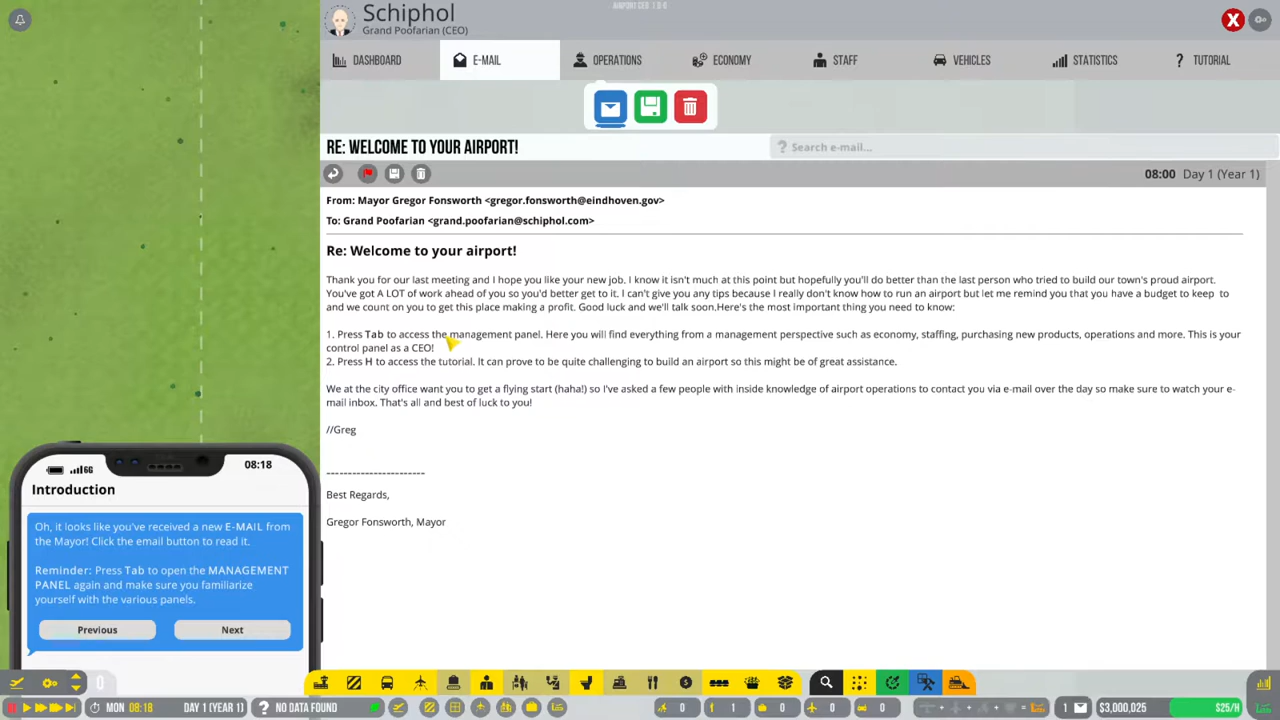 AIRPORT CEO 1.0-6
Schiphol
Grand Poofarian (CEO)
DASHBOARD
E-MAIL
OPERATIONS
ECONOMY
STAFF
VEHICLES
STATISTICS
? TUTORIAL
RE: WELCOME TO YOUR AIRPORT!
? Search e-mail...
08:00 Day 1 (Year 1)
From: Mayor Gregor Fonsworth <gregor.fonsworth@eindhoven.gov>
To: Grand Poofarian <grand.poofarian@schiphol.com>
Re: Welcome to your airport!
Thank you for our last meeting and I hope you like your new job. I know it isn't much at this point but hopefully you'll do better than the last person who tried to build our town's proud airport.
You've got A LOT of work ahead of you so you'd better get to it. I can't give you any tips because I really don't know how to run an airport but let me remind you that you have a budget to keep to
and we count on you to get this place making a profit. Good luck and we'll talk soon.Here's the most important thing you need to know:
1. Press Tab to access the management panel. Here you will find everything from a management perspective such as economy, staffing, purchasing new products, operations and more. This is your
control panel as a CEO!
2. Press H to access the tutorial. It can prove to be quite challenging to build an airport so this might be of great assistance.
We at the city office want you to get a flying start (haha!) so I've asked a few people with inside knowledge of airport operations to contact you via e-mail over the day so make sure to watch your e-
mail inbox. That's all and best of luck to you!
//Greg
-----------------------
Best Regards,
Gregor Fonsworth, Mayor
6G
08:18
Introduction
Oh, it looks like you've received a new E-MAIL from
the Mayor! Click the email button to read it.
Reminder: Press Tab to open the MANAGEMENT
PANEL again and make sure you familiarize
yourself with the various panels.
Previous
Next
0
MON 08:18
DAY 1 (YEAR 1)
? NO DATA FOUND
0
1
0
0
0
1
$3,000,025
$25/H